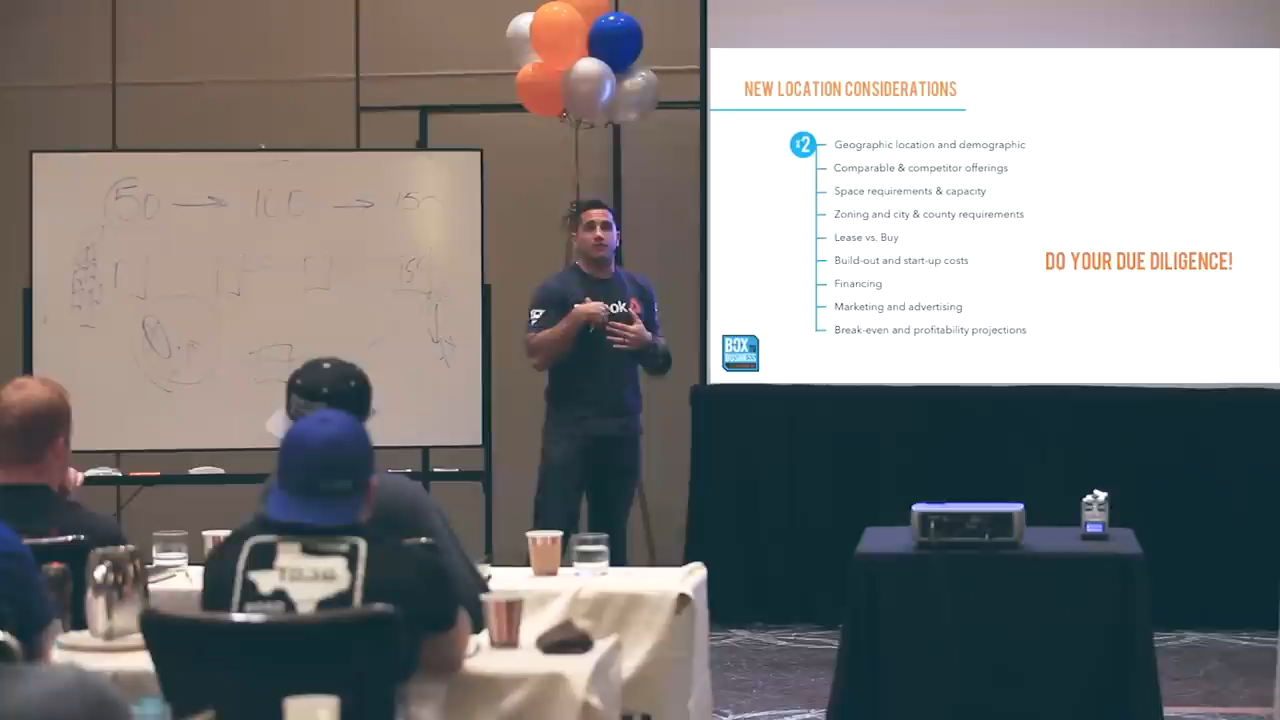 50 → 100 → 150
NEW LOCATION CONSIDERATIONS
x2
Geographic location and demographic
Comparable & competitor offerings
Space requirements & capacity
Zoning and city & county requirements
Lease vs. Buy
Build-out and start-up costs
DO YOUR DUE DILIGENCE!
Financing
Marketing and advertising
Break-even and profitability projections
BOX
BUSINESS